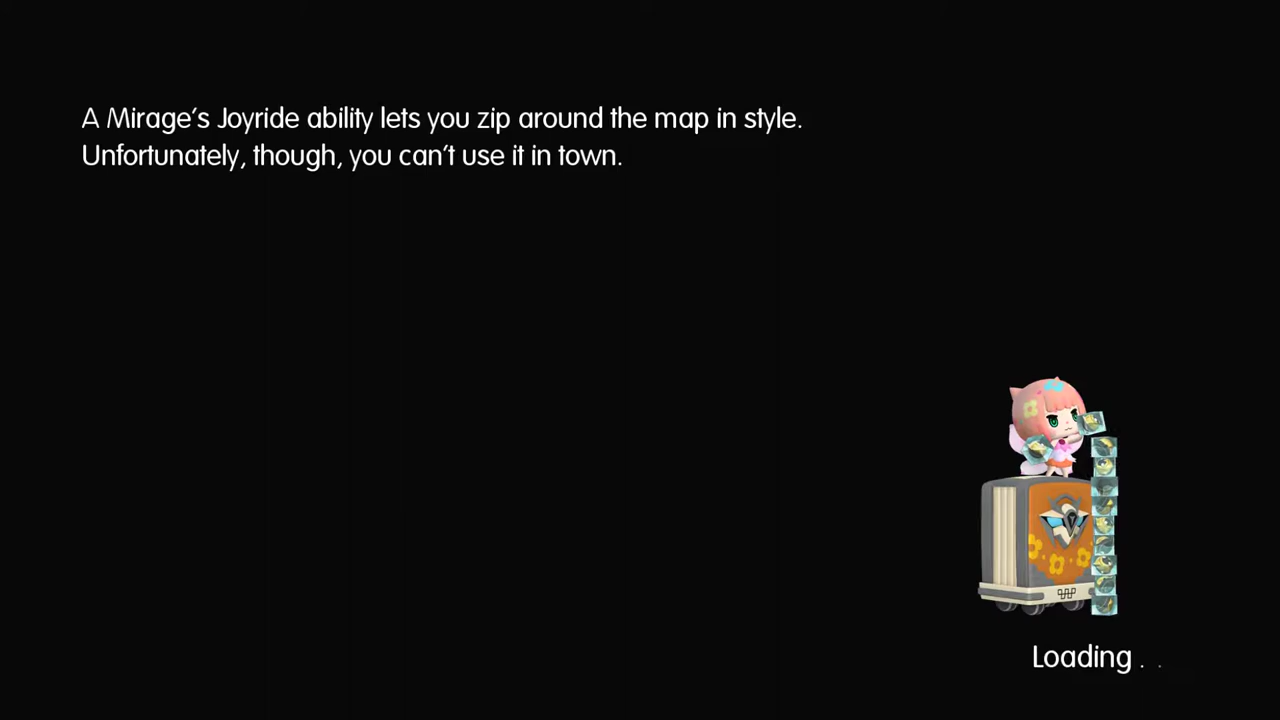 A Mirage's Joyride ability lets you zip around the map in style.
Unfortunately, though, you can't use it in town.
Loading . .